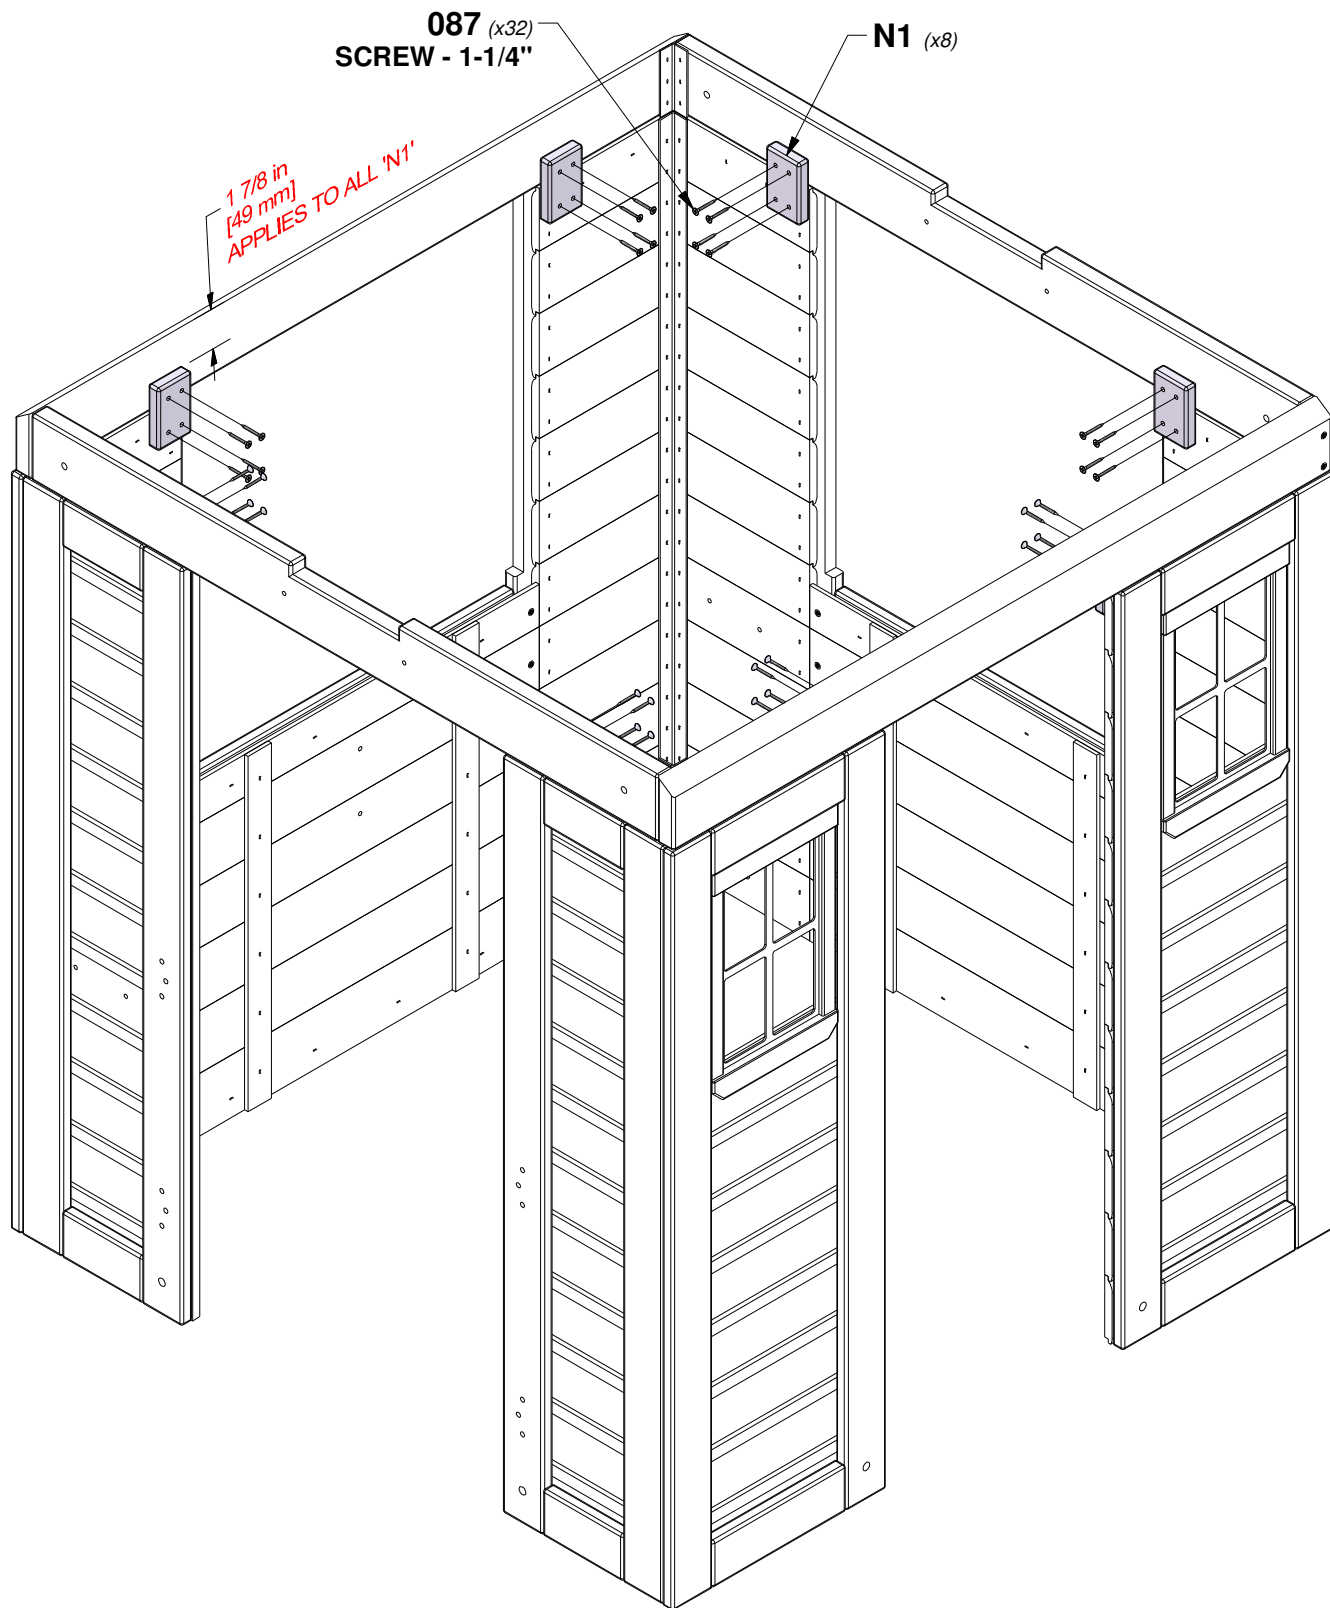 087 (x32)
SCREW - 1-1/4"
N1 (x8)
1 7/8 in
[49 mm]
APPLIES TO ALL 'N1'